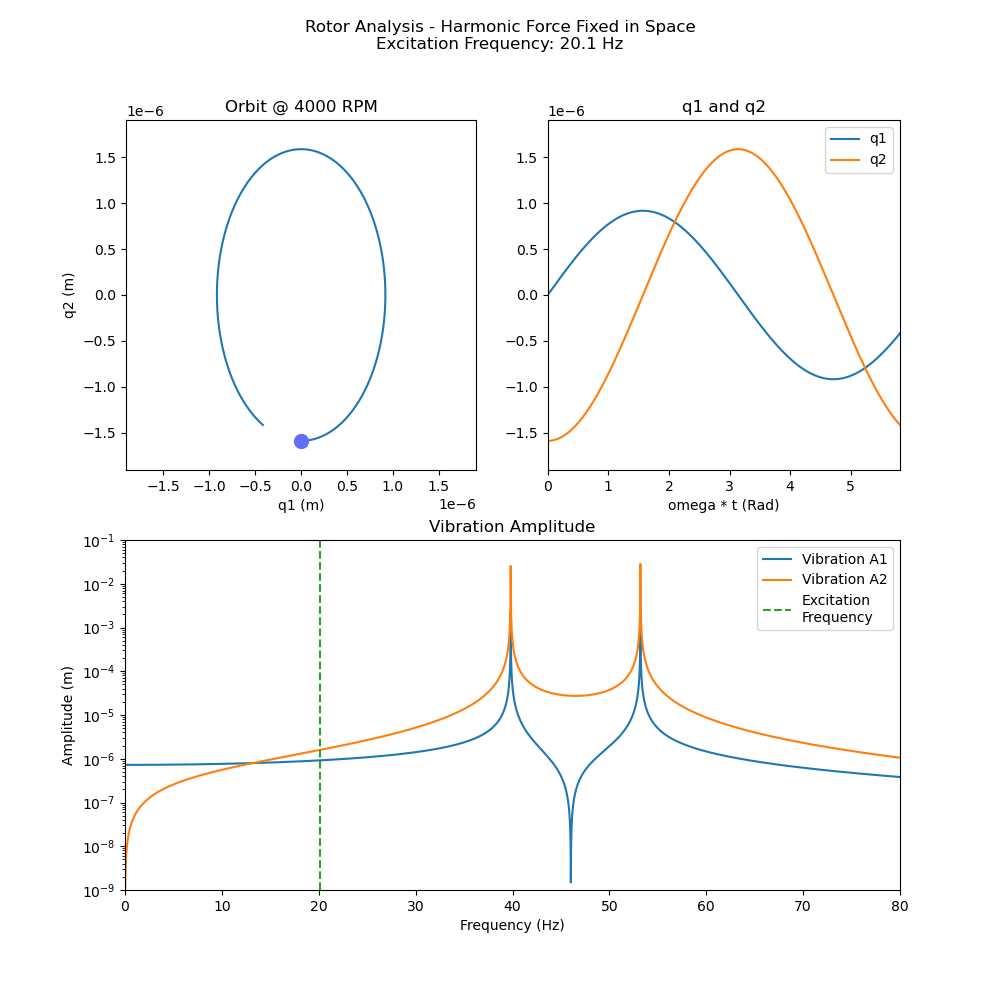 Rotor Analysis - Harmonic Force Fixed in Space
Excitation Frequency: 20.1 Hz
Orbit @ 4000 RPM
1e−6
1.5
1.0
0.5
0.0
−0.5
−1.0
−1.5
q2 (m)
−1.5 −1.0 −0.5 0.0 0.5 1.0 1.5
1e−6
q1 (m)
q1 and q2
1e−6
q1
q2
1.5
1.0
0.5
0.0
−0.5
−1.0
−1.5
0 1 2 3 4 5
omega * t (Rad)
Vibration Amplitude
Vibration A1
Vibration A2
Excitation
Frequency
10⁻¹
10⁻²
10⁻³
10⁻⁴
10⁻⁵
10⁻⁶
10⁻⁷
10⁻⁸
10⁻⁹
Amplitude (m)
0 10 20 30 40 50 60 70 80
Frequency (Hz)